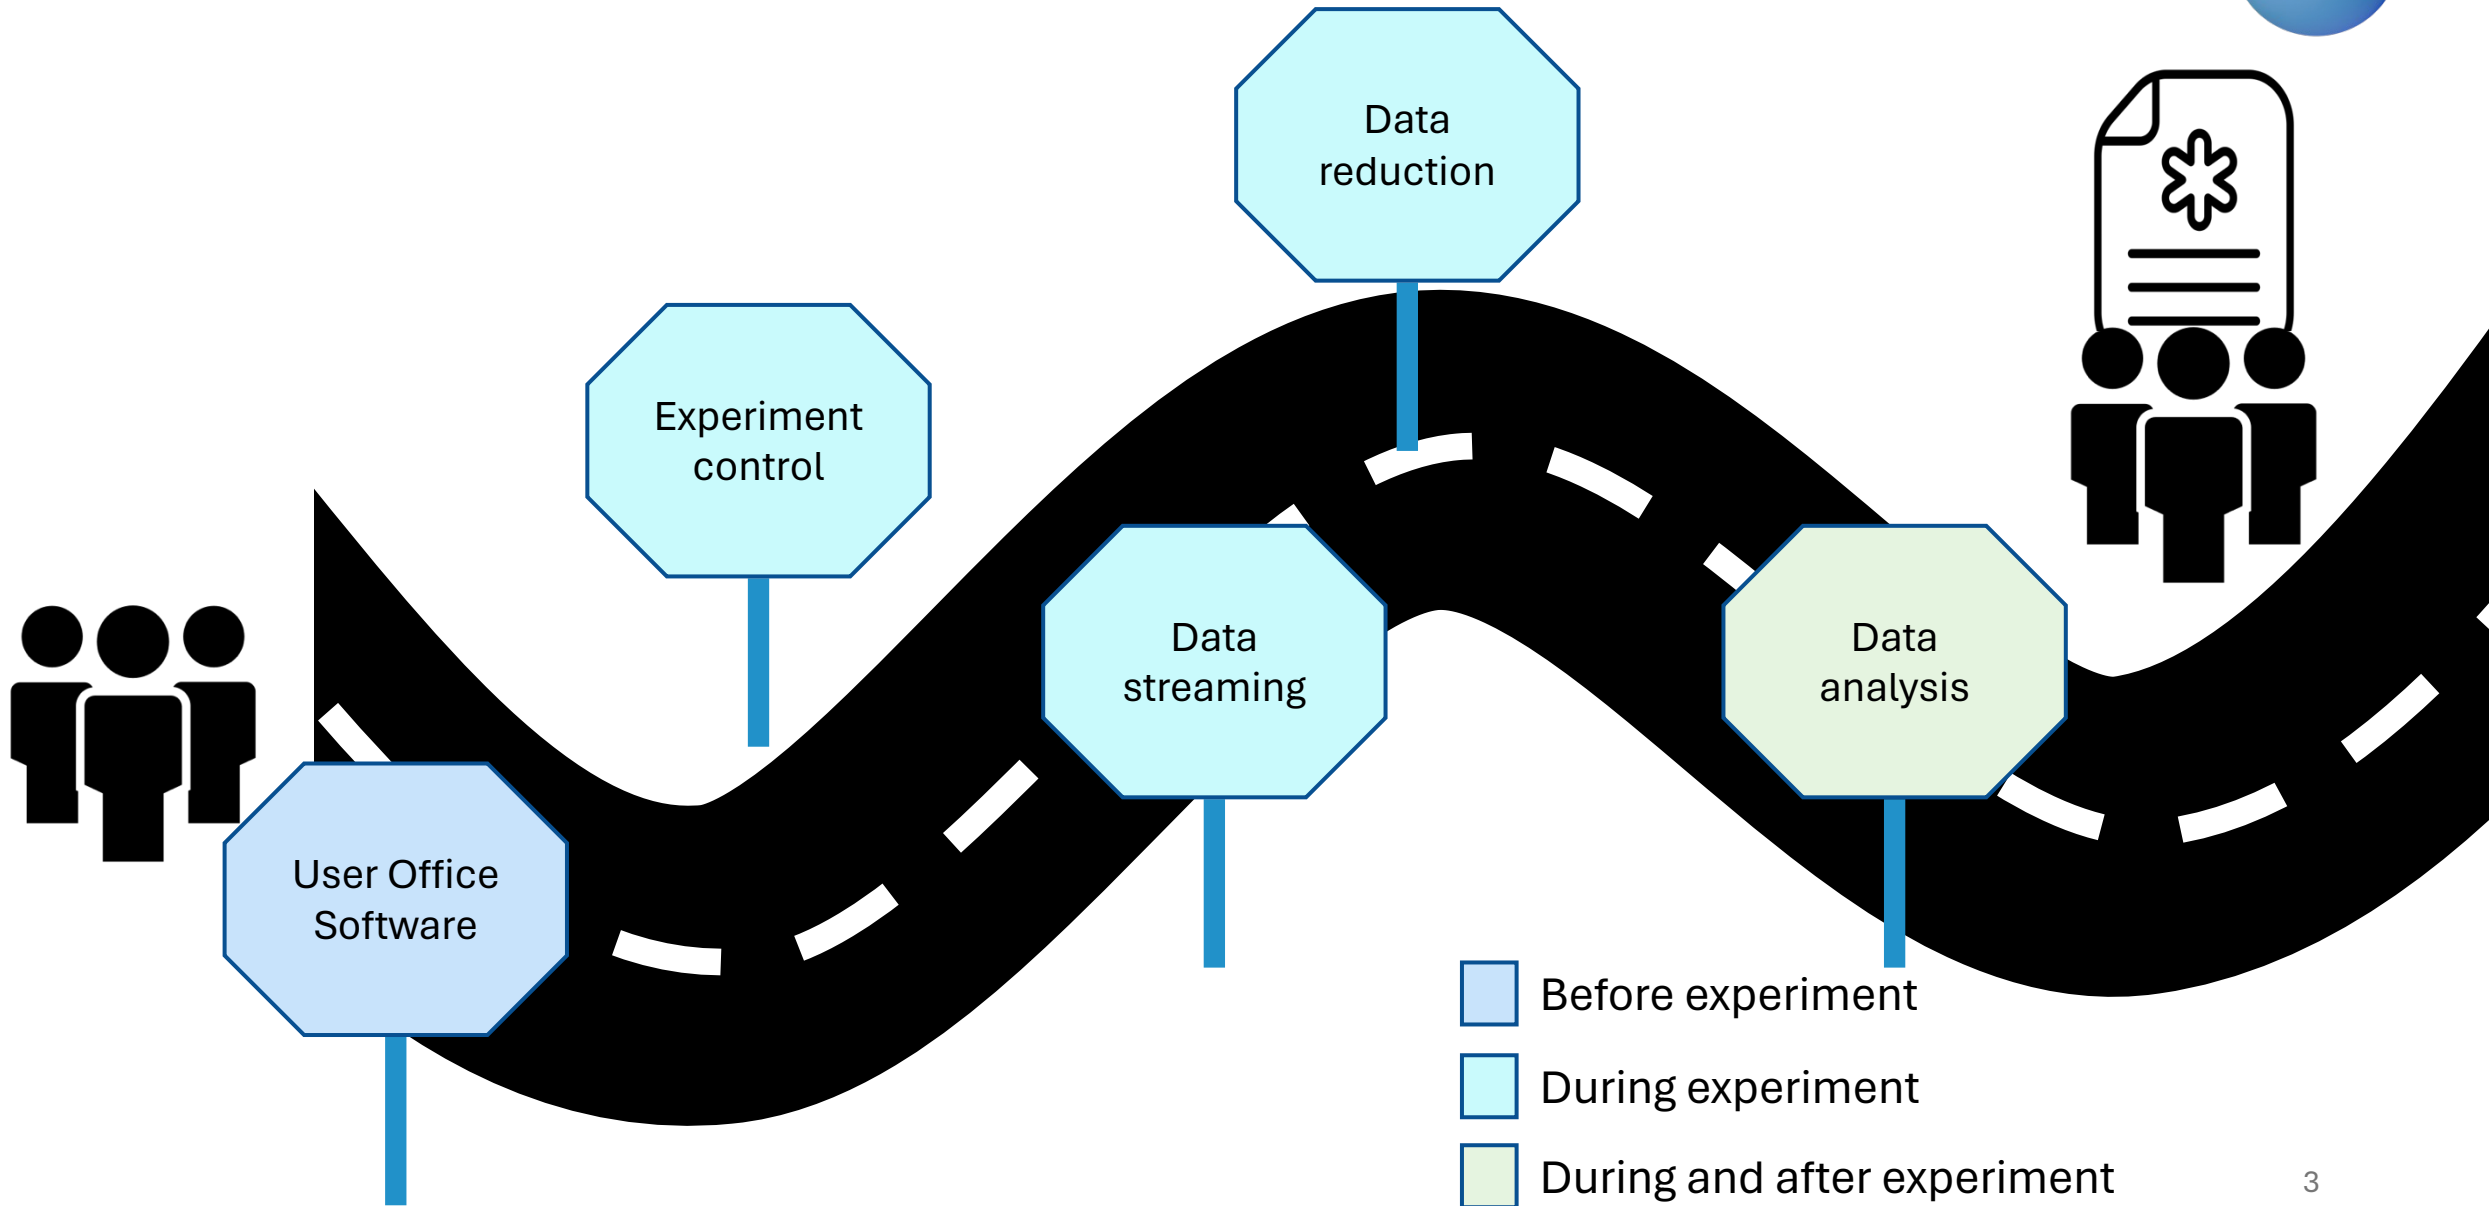 Data
reduction
Experiment
control
Data
streaming
Data
analysis
User Office
Software
Before experiment
During experiment
During and after experiment
3